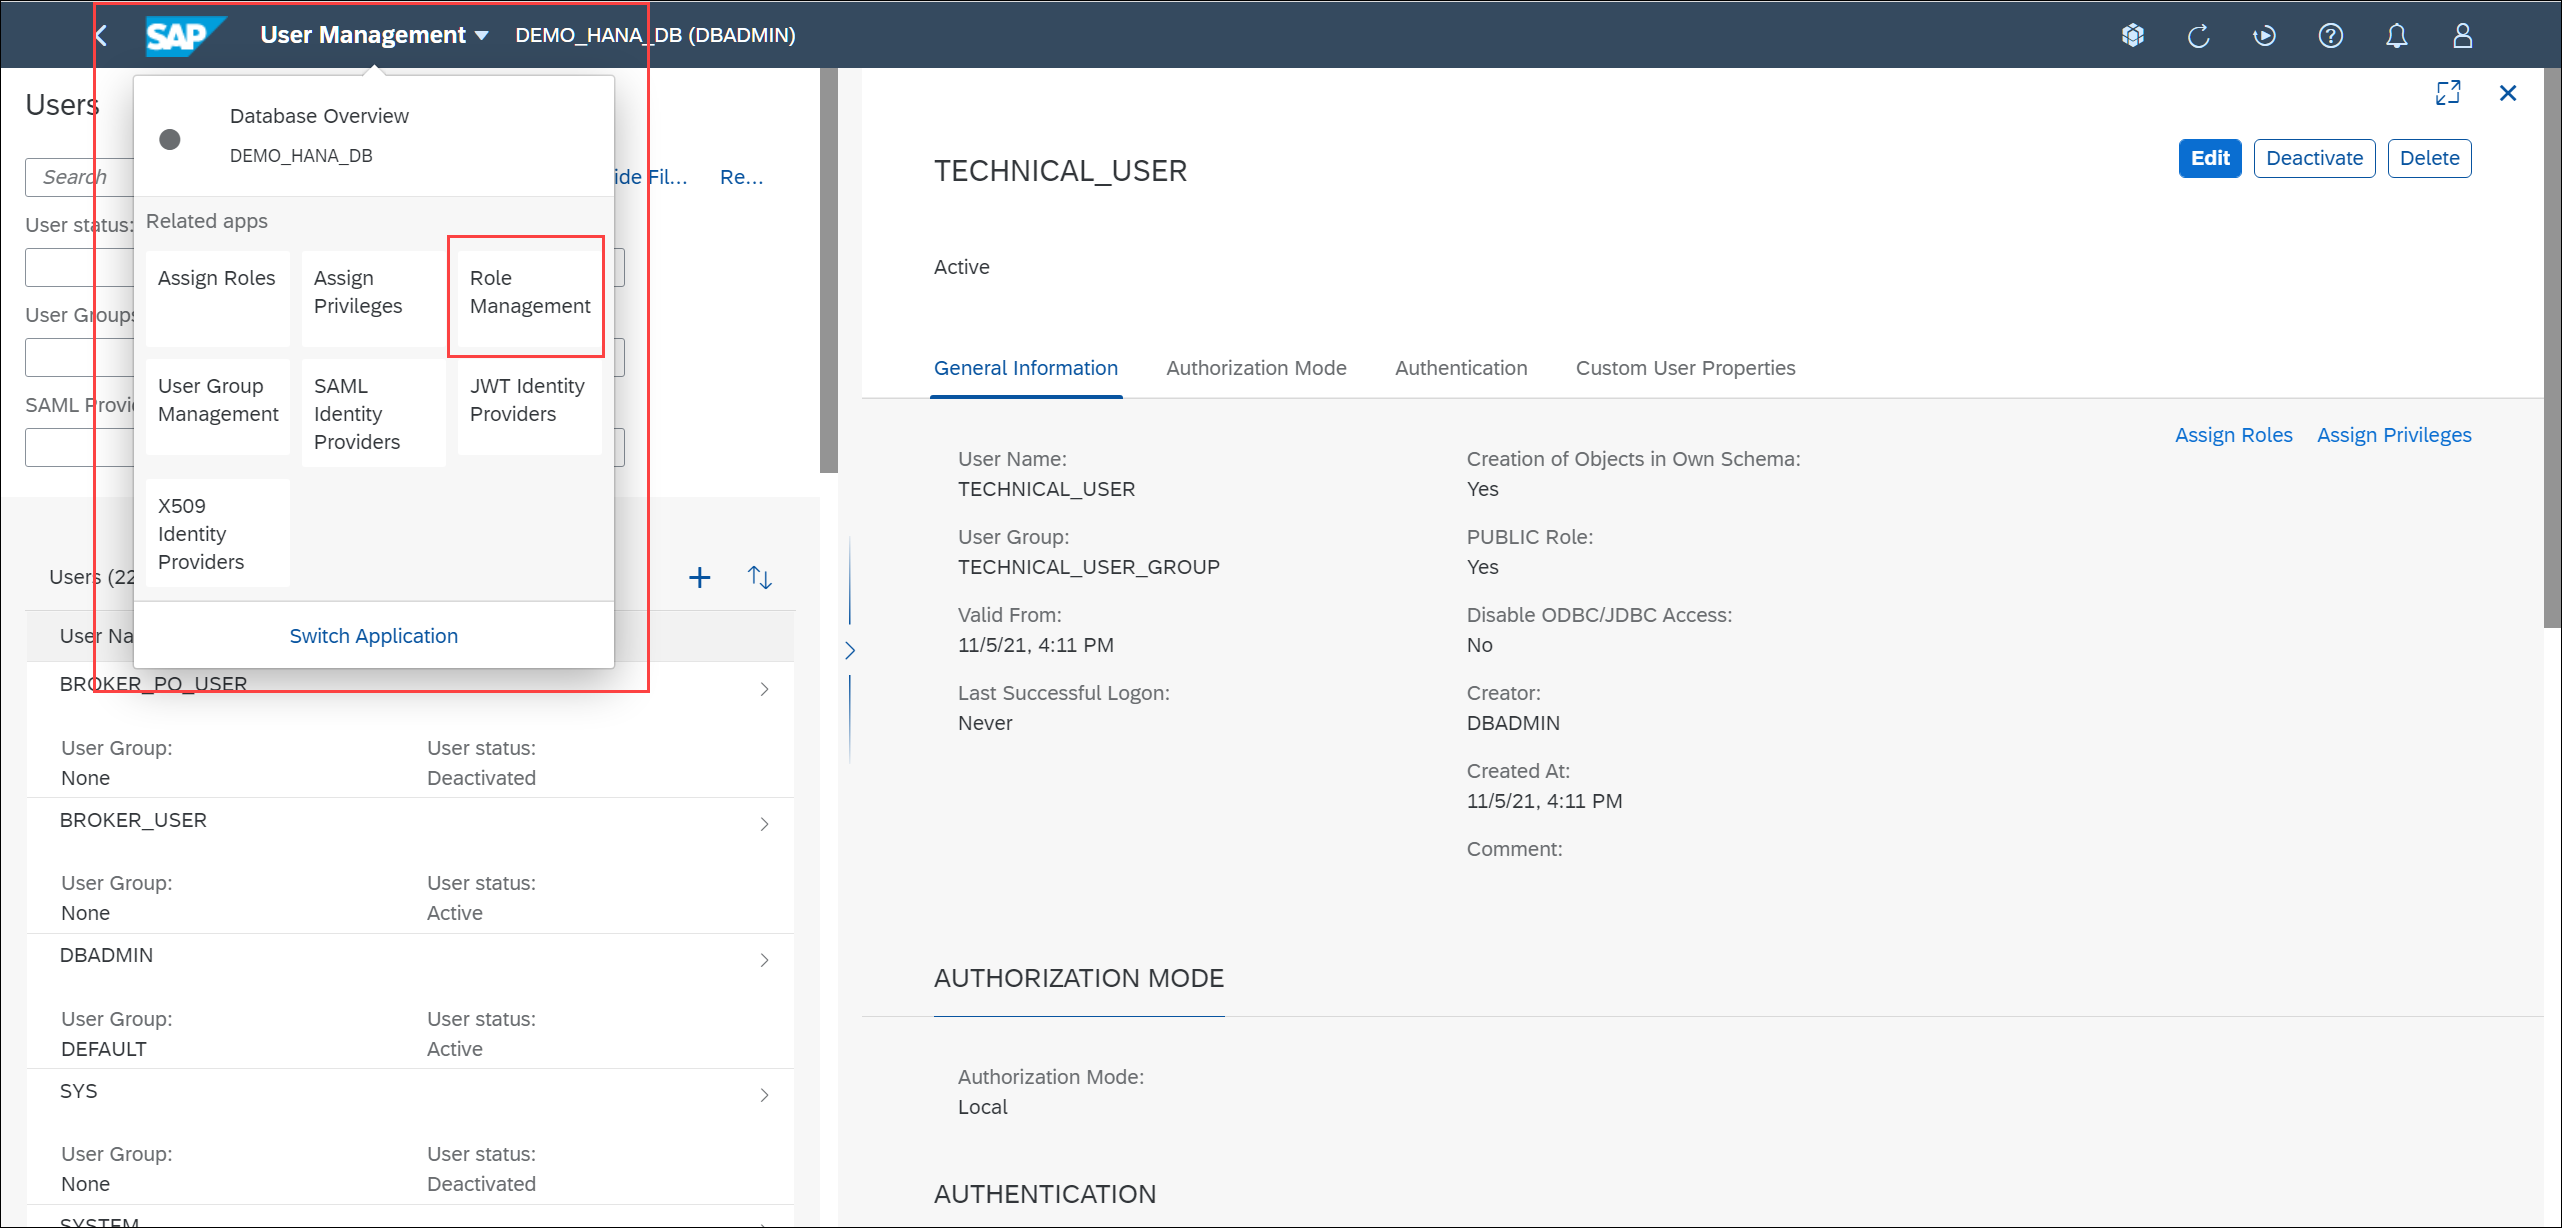 SAP
User Management
DEMO_HANA_DB (DBADMIN)
Users
Search
ide Fil...
Re...
User status:
User Groups
SAML Provi
Database Overview
DEMO_HANA_DB
Related apps
Assign Roles
Assign
Privileges
Role
Management
User Group
Management
SAML
Identity
Providers
JWT Identity
Providers
X509
Identity
Providers
Switch Application
Users (22
User Na
BROKER_PO_USER
User Group:
None
User status:
Deactivated
BROKER_USER
User Group:
None
User status:
Active
DBADMIN
User Group:
DEFAULT
User status:
Active
SYS
User Group:
None
User status:
Deactivated
SYSTEM
TECHNICAL_USER
Edit
Deactivate
Delete
Active
General Information
Authorization Mode
Authentication
Custom User Properties
Assign Roles
Assign Privileges
User Name:
TECHNICAL_USER
User Group:
TECHNICAL_USER_GROUP
Valid From:
11/5/21, 4:11 PM
Last Successful Logon:
Never
Creation of Objects in Own Schema:
Yes
PUBLIC Role:
Yes
Disable ODBC/JDBC Access:
No
Creator:
DBADMIN
Created At:
11/5/21, 4:11 PM
Comment:
AUTHORIZATION MODE
Authorization Mode:
Local
AUTHENTICATION